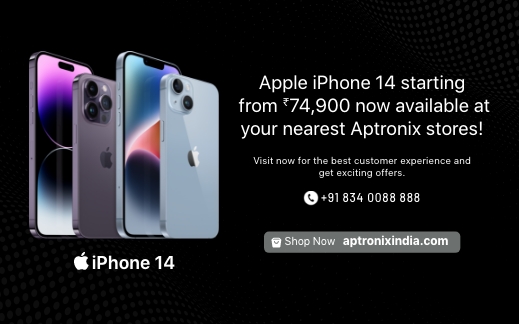 Apple iPhone 14 starting
from ₹74,900 now available at
your nearest Aptronix stores!
Visit now for the best customer experience and
get exciting offers.
+91 834 0088 888
Shop Now aptronixindia.com
iPhone 14